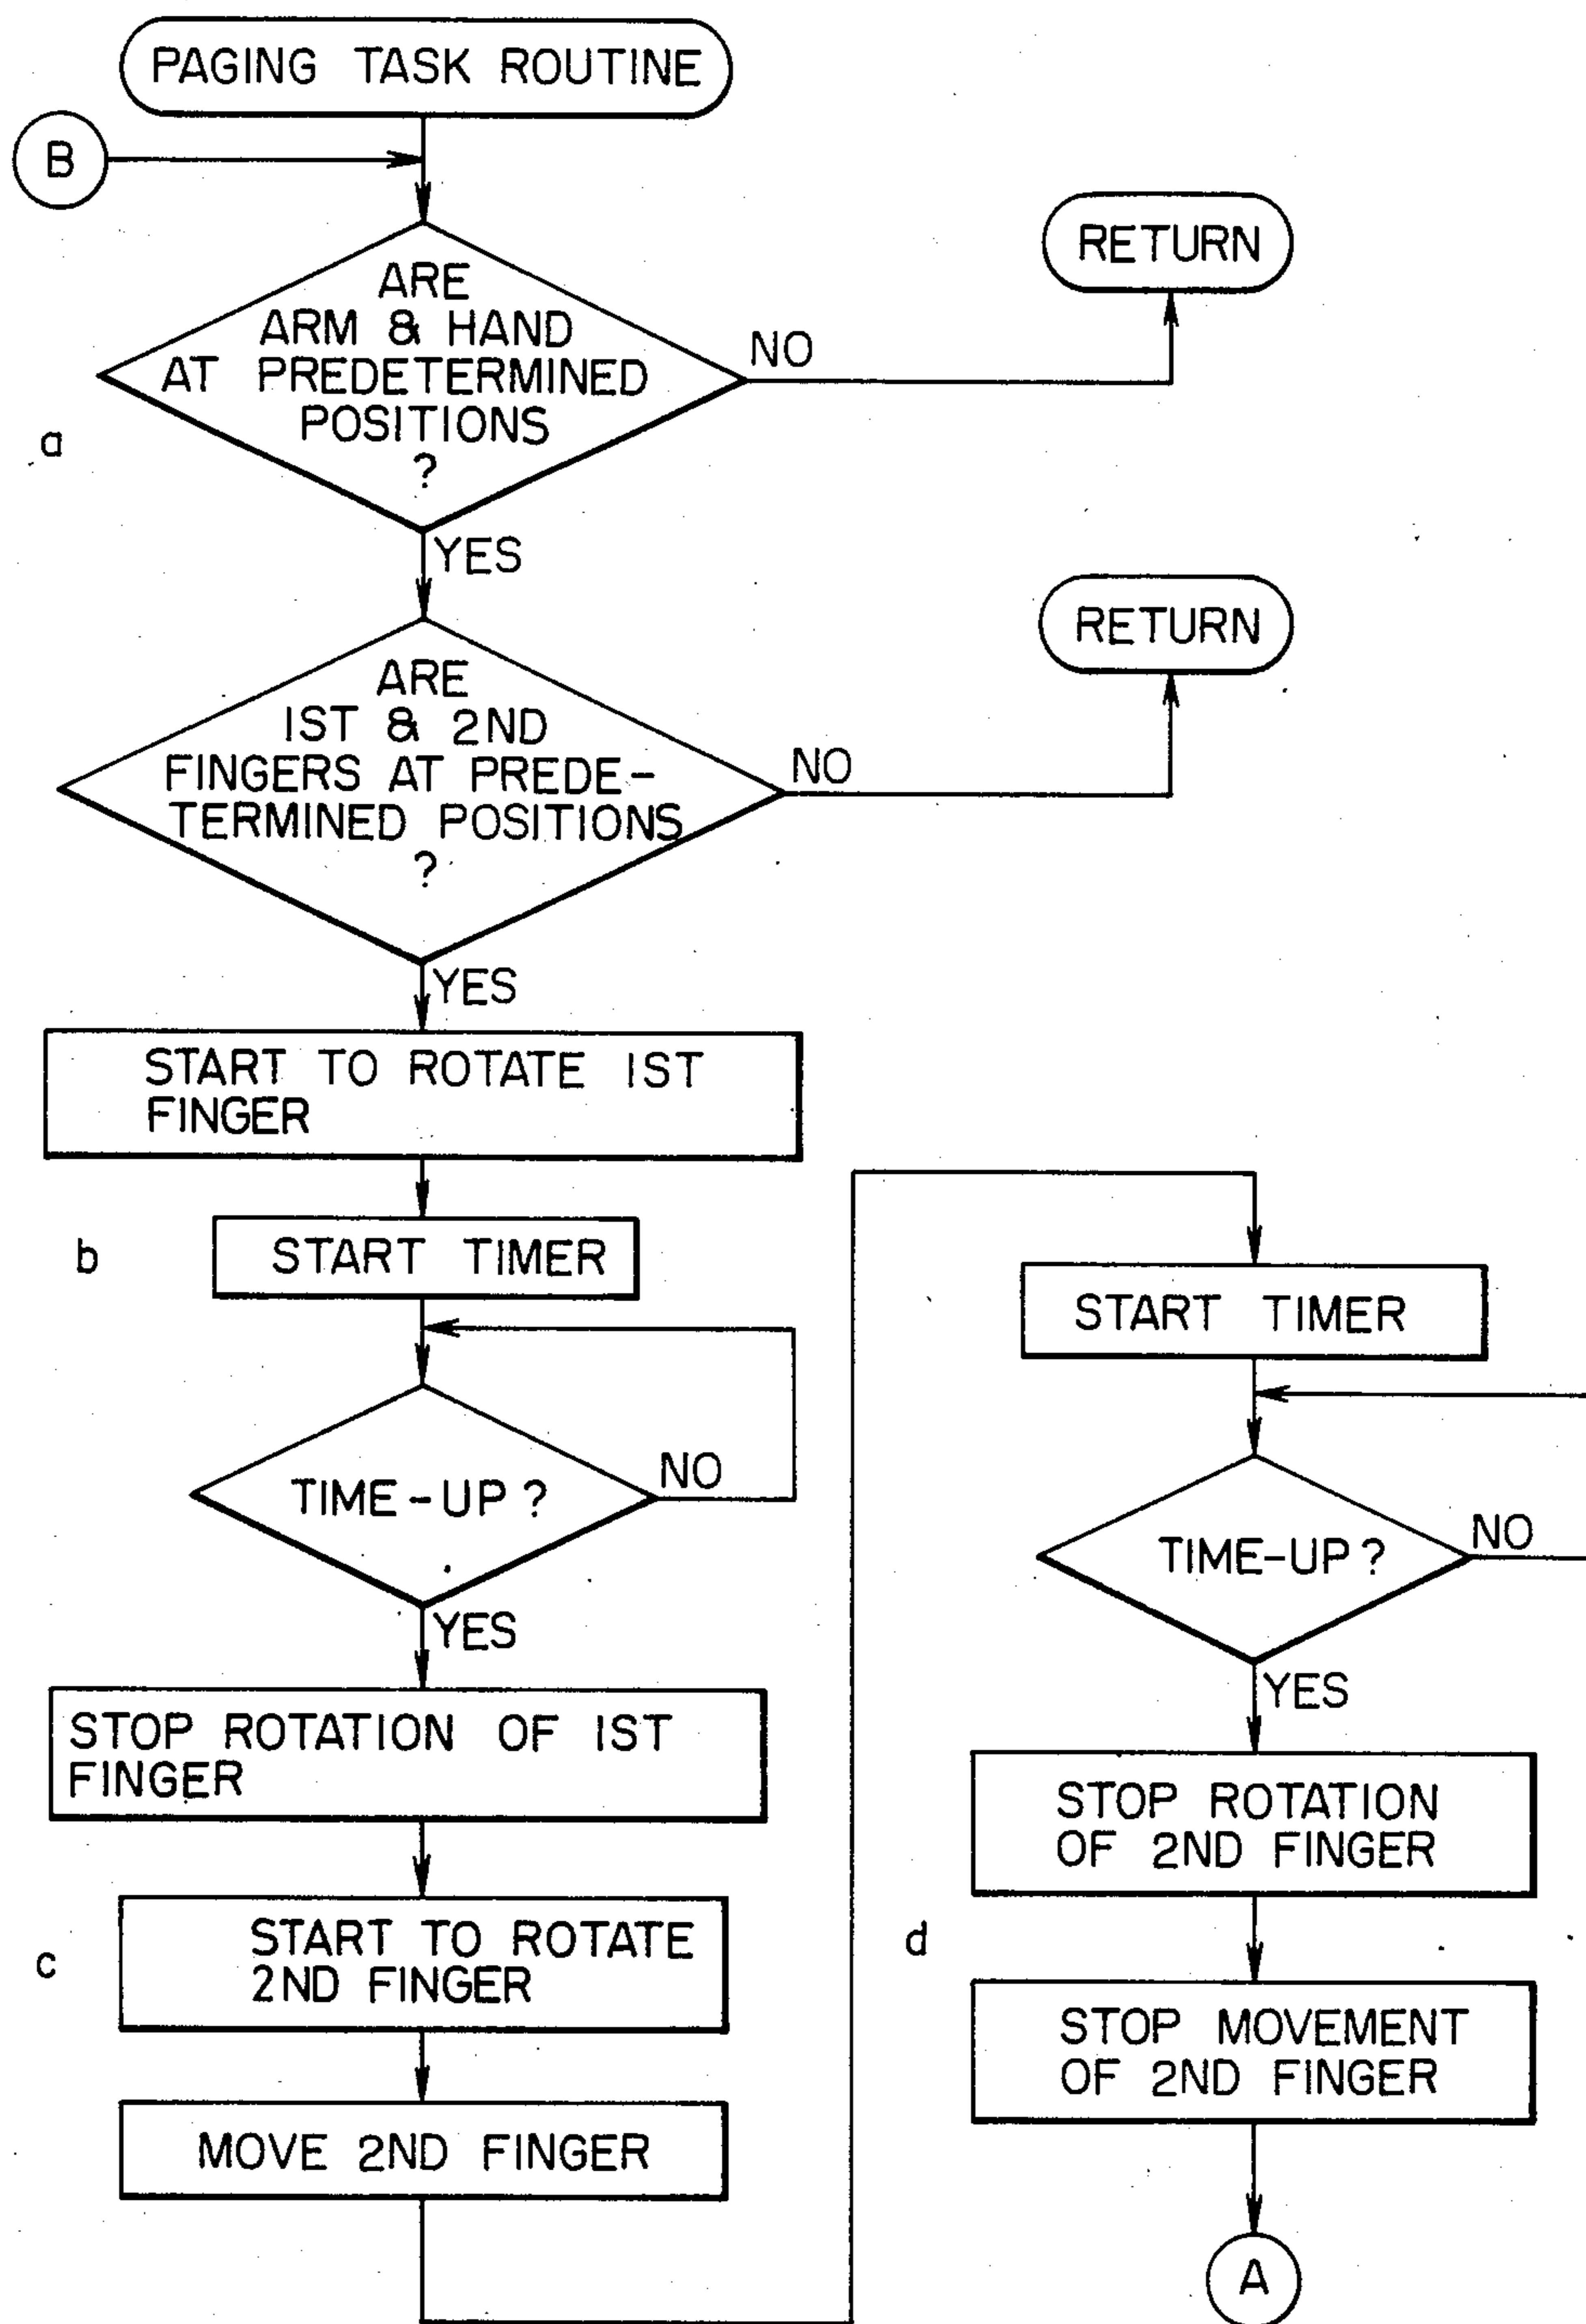 PAGING TASK ROUTINE
B
ARE
ARM & HAND
AT PREDETERMINED
POSITIONS
?
NO
RETURN
a
YES
ARE
1ST & 2ND
FINGERS AT PREDE-
TERMINED POSITIONS
?
NO
RETURN
YES
START TO ROTATE 1ST
FINGER
b
START TIMER
TIME-UP?
NO
YES
STOP ROTATION OF 1ST
FINGER
c
START TO ROTATE
2ND FINGER
MOVE 2ND FINGER
START TIMER
TIME-UP?
NO
YES
STOP ROTATION
OF 2ND FINGER
d
STOP MOVEMENT
OF 2ND FINGER
A